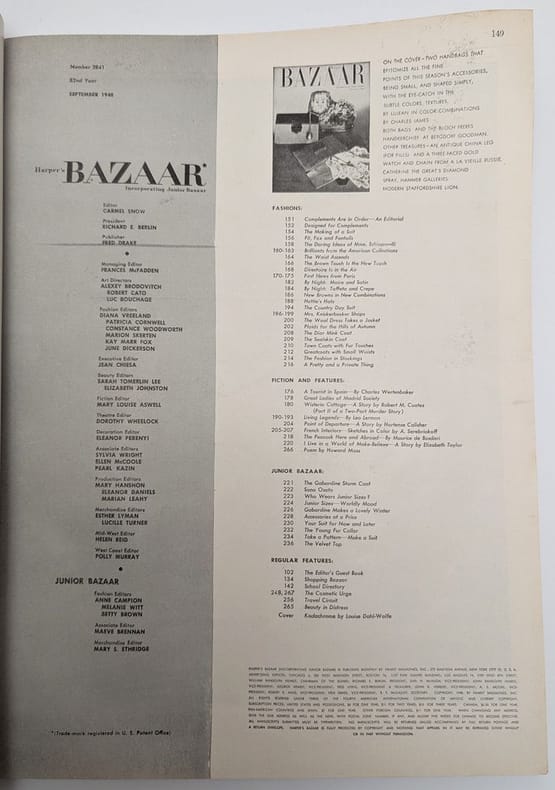 149
Number 2841
82nd Year
SEPTEMBER 1948
Harper's BAZAAR*
Incorporating Junior Bazaar
Editor
CARMEL SNOW
President
RICHARD E. BERLIN
Publisher
FRED DRAKE
Managing Editor
FRANCES McFADDEN
Art Directors
ALEXEY BRODOVITCH
ROBERT CATO
LUC BOUCHAGE
Fashion Editors
DIANA VREELAND
PATRICIA CORNWELL
CONSTANCE WOODWORTH
MARION SKERTEN
KAY MARR FOX
JUNE DICKERSON
Executive Editor
JEAN CHIESA
Beauty Editors
SARAH TOMERLIN LEE
ELIZABETH JOHNSTON
Fiction Editor
MARY LOUISE ASWELL
Theatre Editor
DOROTHY WHEELOCK
Decoration Editor
ELEANOR PERENYI
Associate Editors
SYLVIA WRIGHT
ELLEN McCOOLE
PEARL KAZIN
Production Editors
MARY HANSHON
ELEANOR DANIELS
MARIAN LEAHY
Merchandise Editors
ESTHER LYMAN
LUCILLE TURNER
Mid-West Editor
HELEN REID
West Coast Editor
POLLY MURRAY
JUNIOR BAZAAR
Fashion Editors
ANNE CAMPION
MELANIE WITT
BETTY BROWN
Associate Editor
MAEVE BRENNAN
Merchandise Editor
MARY S. ETHRIDGE
*(Trade-mark registered in U. S. Patent Office)
BAZAAR
ON THE COVER—TWO HANDBAGS THAT
EPITOMIZE ALL THE FINE
POINTS OF THIS SEASON'S ACCESSORIES,
BEING SMALL, AND SHAPED SIMPLY,
WITH THE EYE-CATCH IN THE
SUBTLE COLORS, TEXTURES,
BY LUJEAN IN COLOR-COMBINATIONS
BY CHARLES JAMES
BOTH BAGS AND THE BLOCH FRERES
HANDKERCHIEF AT BERGDORF GOODMAN.
OTHER TREASURES—AN ANTIQUE CHINA LEG
(FOR PILLS) AND A THREE-FACED GOLD
WATCH AND CHAIN FROM A LA VIEILLE RUSSIE.
CATHERINE THE GREAT'S DIAMOND
SPRAY, HAMMER GALLERIES
MODERN STAFFORDSHIRE LION.
FASHIONS:
151 Complements Are in Order—An Editorial
152 Designed for Complements
154 The Making of a Suit
156 Fit, Fox and Fantails
158 The Daring Ideas of Mme. Schiaparelli
160-163 Brilliants from the American Collections
164 The Waist Ascends
166 The Brown Touch Is the New Touch
168 Directoire Is in the Air
170-175 First News from Paris
182 By Night: Moire and Satin
184 By Night: Taffeta and Crepe
186 New Browns in New Combinations
188 Hattie's Hats
194 The Country Day Suit
196-199 Mrs. Knickerbocker Shops
200 The Wool Dress Takes a Jacket
202 Plaids for the Hills of Autumn
208 The Dior Mink Coat
209 The Sealskin Coat
210 Town Coats with Fur Touches
212 Greatcoats with Small Waists
214 The Fashion in Stockings
216 A Pretty and a Private Thing
FICTION AND FEATURES:
176 A Tourist in Spain—By Charles Wertenbaker
178 Great Ladies of Madrid Society
180 Wisteria Cottage—A Story by Robert M. Coates
(Part II of a Two-Part Murder Story)
190-193 Living Legends—By Leo Lerman
204 Point of Departure—A Story by Hortense Calisher
205-207 French Interiors—Sketches in Color by A. Serebriakoff
218 The Peacock Here and Abroad—By Maurice de Bosdari
220 I Live in a World of Make-Believe—A Story by Elizabeth Taylor
266 Poem by Howard Moss
JUNIOR BAZAAR:
221 The Gabardine Storm Coat
222 Sono Osato
223 Who Wears Junior Sizes?
224 Junior Sizes—Worldly Mood
226 Gabardine Makes a Lovely Winter
228 Accessories at a Price
230 Your Suit for Now and Later
232 The Young Fur Collar
234 Take a Pattern—Make a Suit
236 The Velvet Top
REGULAR FEATURES:
102 The Editor's Guest Book
134 Shopping Bazaar
142 School Directory
248, 267 The Cosmetic Urge
256 Travel Circuit
265 Beauty in Distress
Cover Kodachrome by Louise Dahl-Wolfe
OR IN PART WITHOUT PERMISSION.